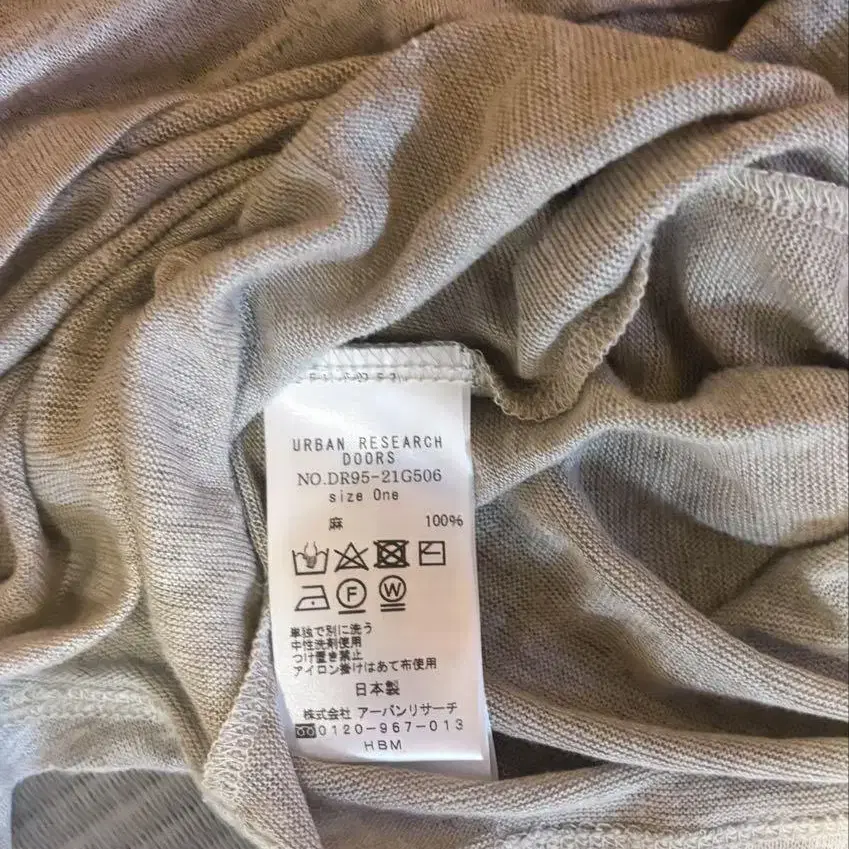 URBAN RESEARCH
DOORS
NO.DR95-21G506
size One
麻 100%
F W
単独で別に洗う
中性洗剤使用
つけ置き禁止
アイロン掛けはあて布使用
日本製
株式会社 アーバンリサーチ
0120-967-013
HBM